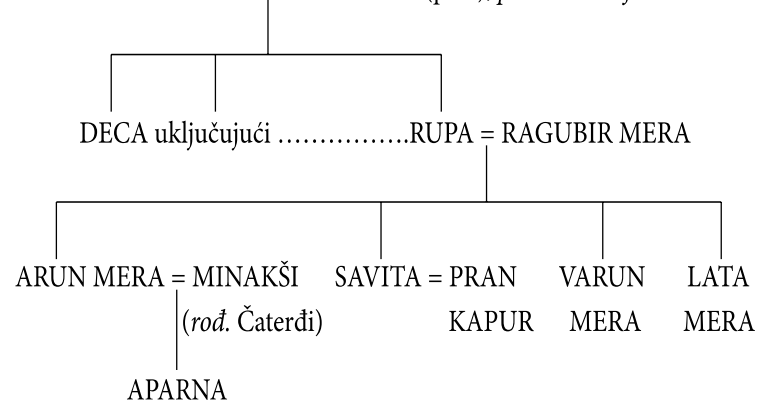 DECA uključujući ................RUPA = RAGUBIR MERA
ARUN MERA = MINAKŠI SAVITA = PRAN VARUN LATA
(rođ. Čaterđi) KAPUR MERA MERA
APARNA